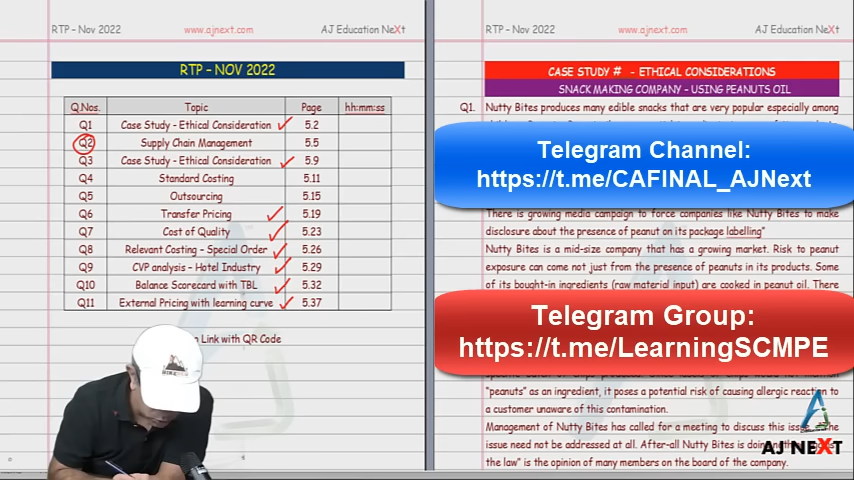 RTP – Nov 2022 www.ajnext.com AJ Education NeXt
RTP – NOV 2022
Q.Nos. Topic Page hh:mm:ss
Q1 Case Study – Ethical Consideration 5.2
Q2 Supply Chain Management 5.5
Q3 Case Study – Ethical Consideration 5.9
Q4 Standard Costing 5.11
Q5 Outsourcing 5.15
Q6 Transfer Pricing 5.19
Q7 Cost of Quality 5.23
Q8 Relevant Costing – Special Order 5.26
Q9 CVP analysis – Hotel Industry 5.29
Q10 Balance Scorecard with TBL 5.32
Q11 External Pricing with learning curve 5.37
Link with QR Code
RTP – Nov 2022 www.ajnext.com AJ Education NeXt
CASE STUDY # - ETHICAL CONSIDERATIONS
SNACK MAKING COMPANY – USING PEANUTS OIL
Q1. Nutty Bites produces many edible snacks that are very popular especially among
Telegram Channel:
https://t.me/CAFINAL_AJNext
There is growing media campaign to force companies like Nutty Bites to make
disclosure about the presence of peanut on its package labelling”
Nutty Bites is a mid-size company that has a growing market. Risk to peanut
exposure can come not just from the presence of peanuts in its products. Some
of its bought-in ingredients (raw material input) are cooked in peanut oil. There
Telegram Group:
https://t.me/LearningSCMPE
“peanuts” as an ingredient, it poses a potential risk of causing allergic reaction to
a customer unaware of this contamination.
Management of Nutty Bites has called for a meeting to discuss this issue. The
issue need not be addressed at all. After-all Nutty Bites is doing
the law” is the opinion of many members on the board of the company.
AJ NEXT